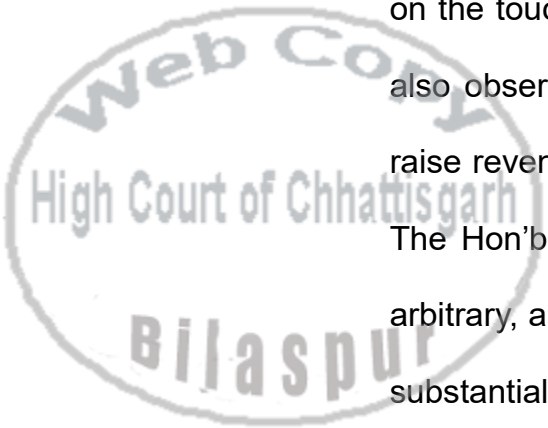 on the touc
Web Copy
also obser
raise rever
High Court of Chhattisgarh
The Hon'b
arbitrary, a
Bilaspur
substantial